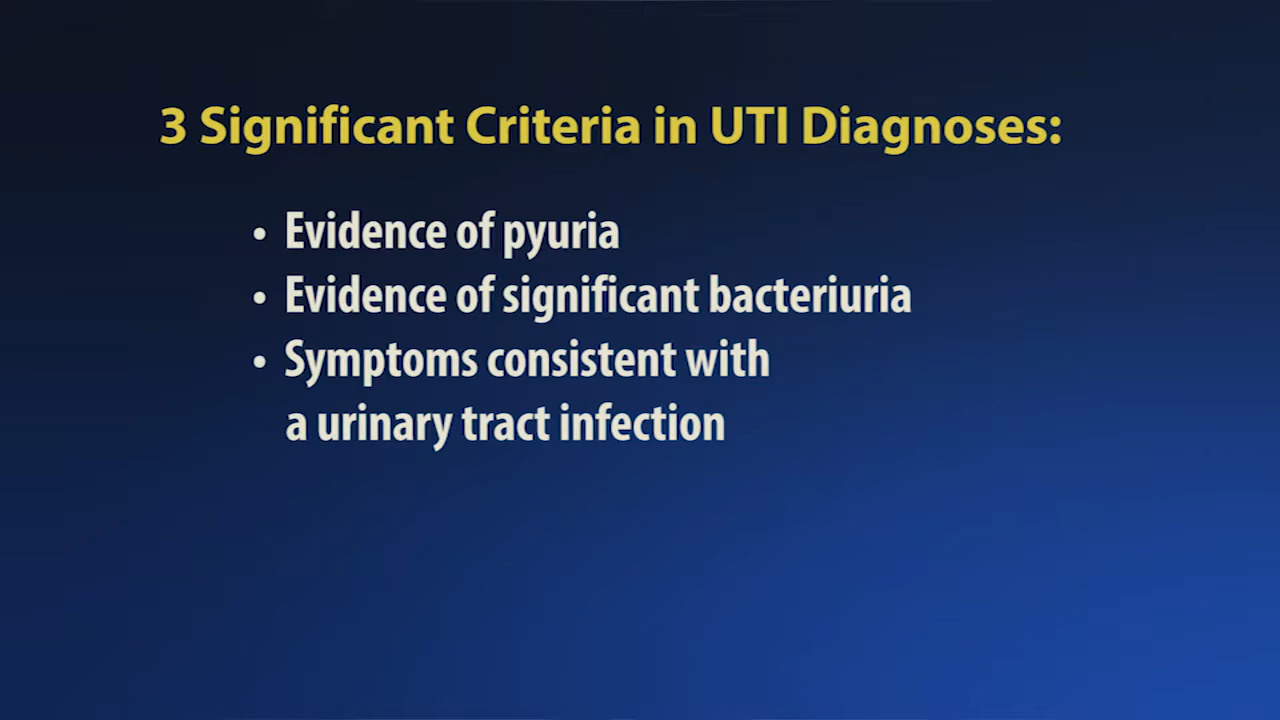 3 Significant Criteria in UTI Diagnoses:
• Evidence of pyuria
• Evidence of significant bacteriuria
• Symptoms consistent with
a urinary tract infection